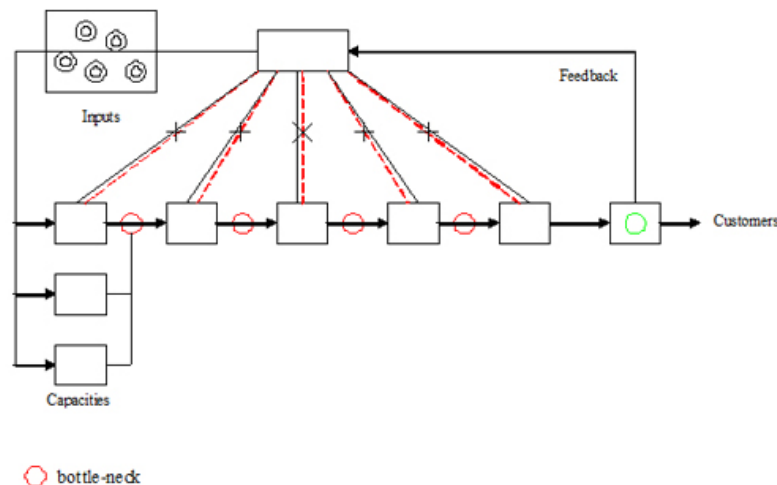 Feedback
Inputs
Customers
Capacities
bottle-neck